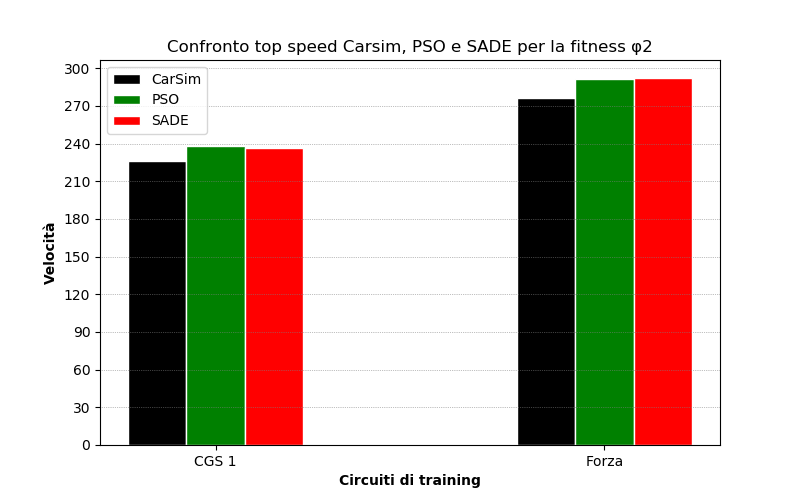 Confronto top speed Carsim, PSO e SADE per la fitness φ2
CarSim
PSO
SADE
Velocità
300
270
240
210
180
150
120
90
60
30
0
CGS 1
Forza
Circuiti di training